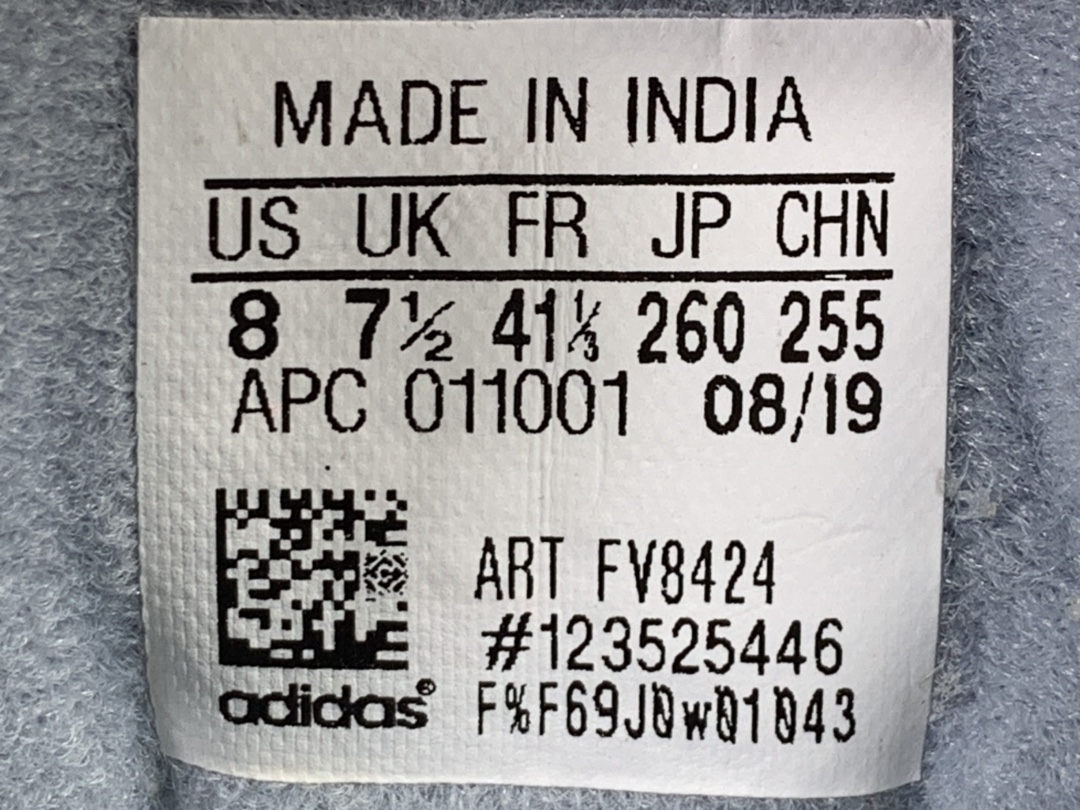 MADE IN INDIA
US UK FR JP CHN
8 7½ 41⅓ 260 255
APC 011001 08/19
ART FV8424
#123525446
adidas® F%F69J0w01043